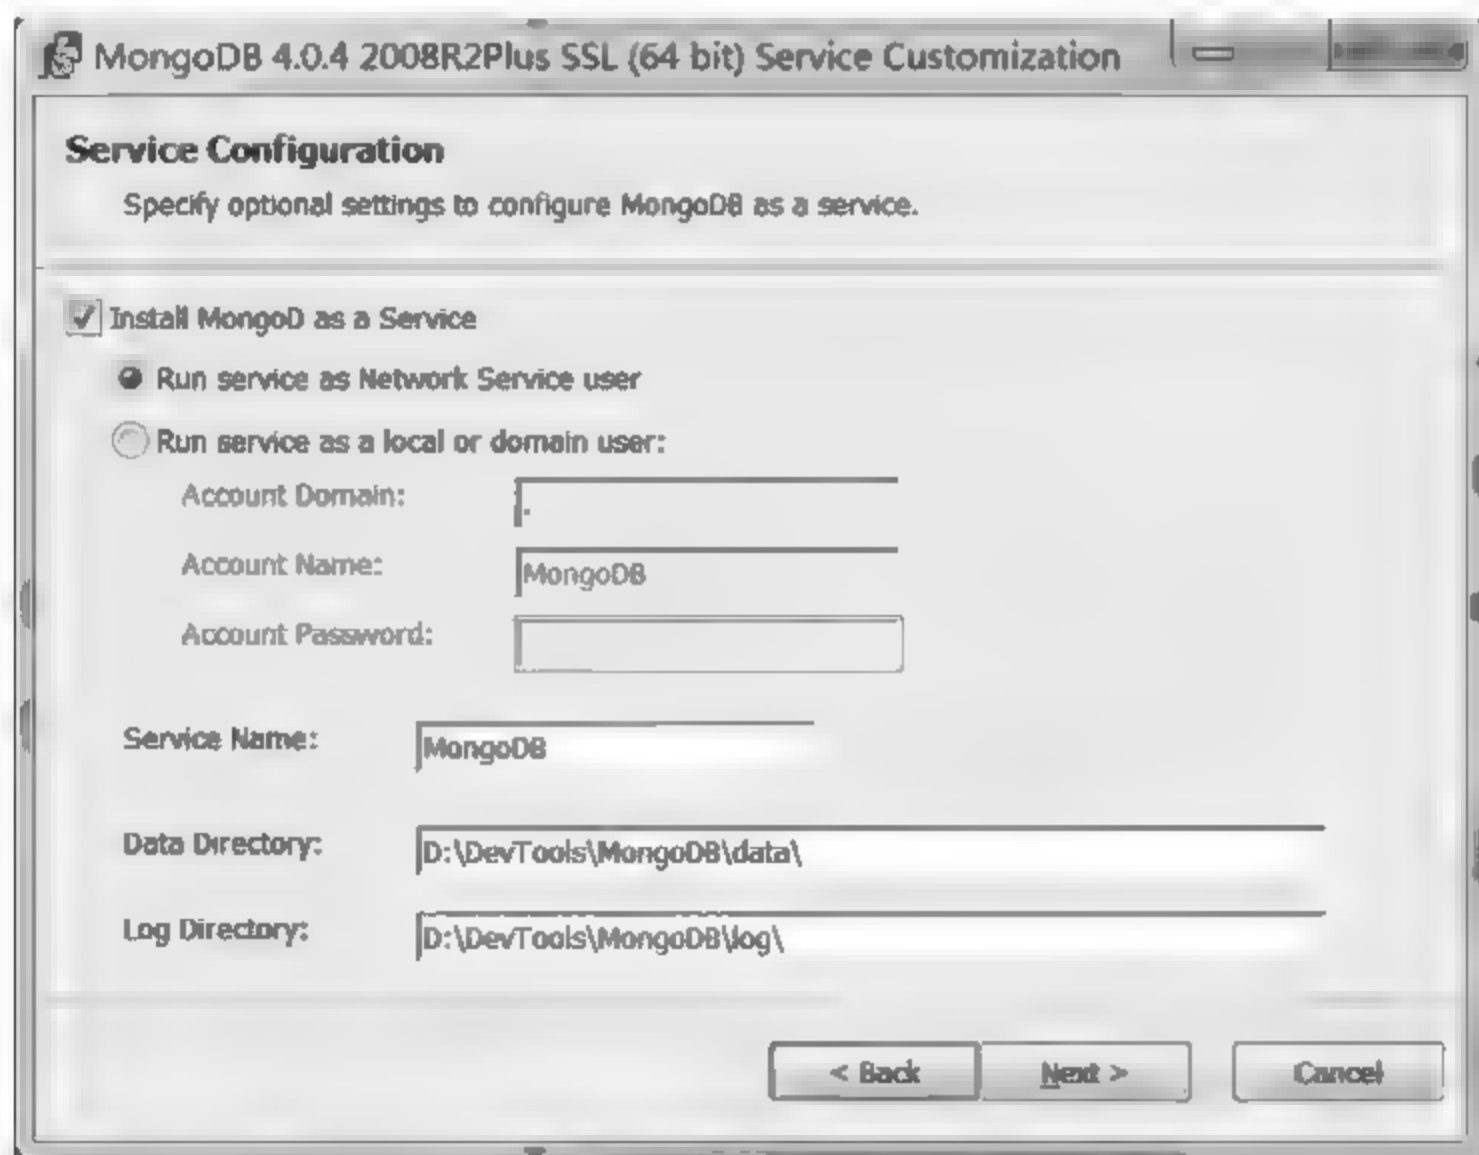 MongoDB 4.0.4 2008R2Plus SSL (64 bit) Service Customization
Service Configuration
Specify optional settings to configure MongoDB as a service.
Install MongoD as a Service
Run service as Network Service user
Run service as a local or domain user:
Account Domain: .
Account Name: MongoDB
Account Password:
Service Name: MongoDB
Data Directory: D:\DevTools\MongoDB\data\
Log Directory: D:\DevTools\MongoDB\log\
< Back Next > Cancel